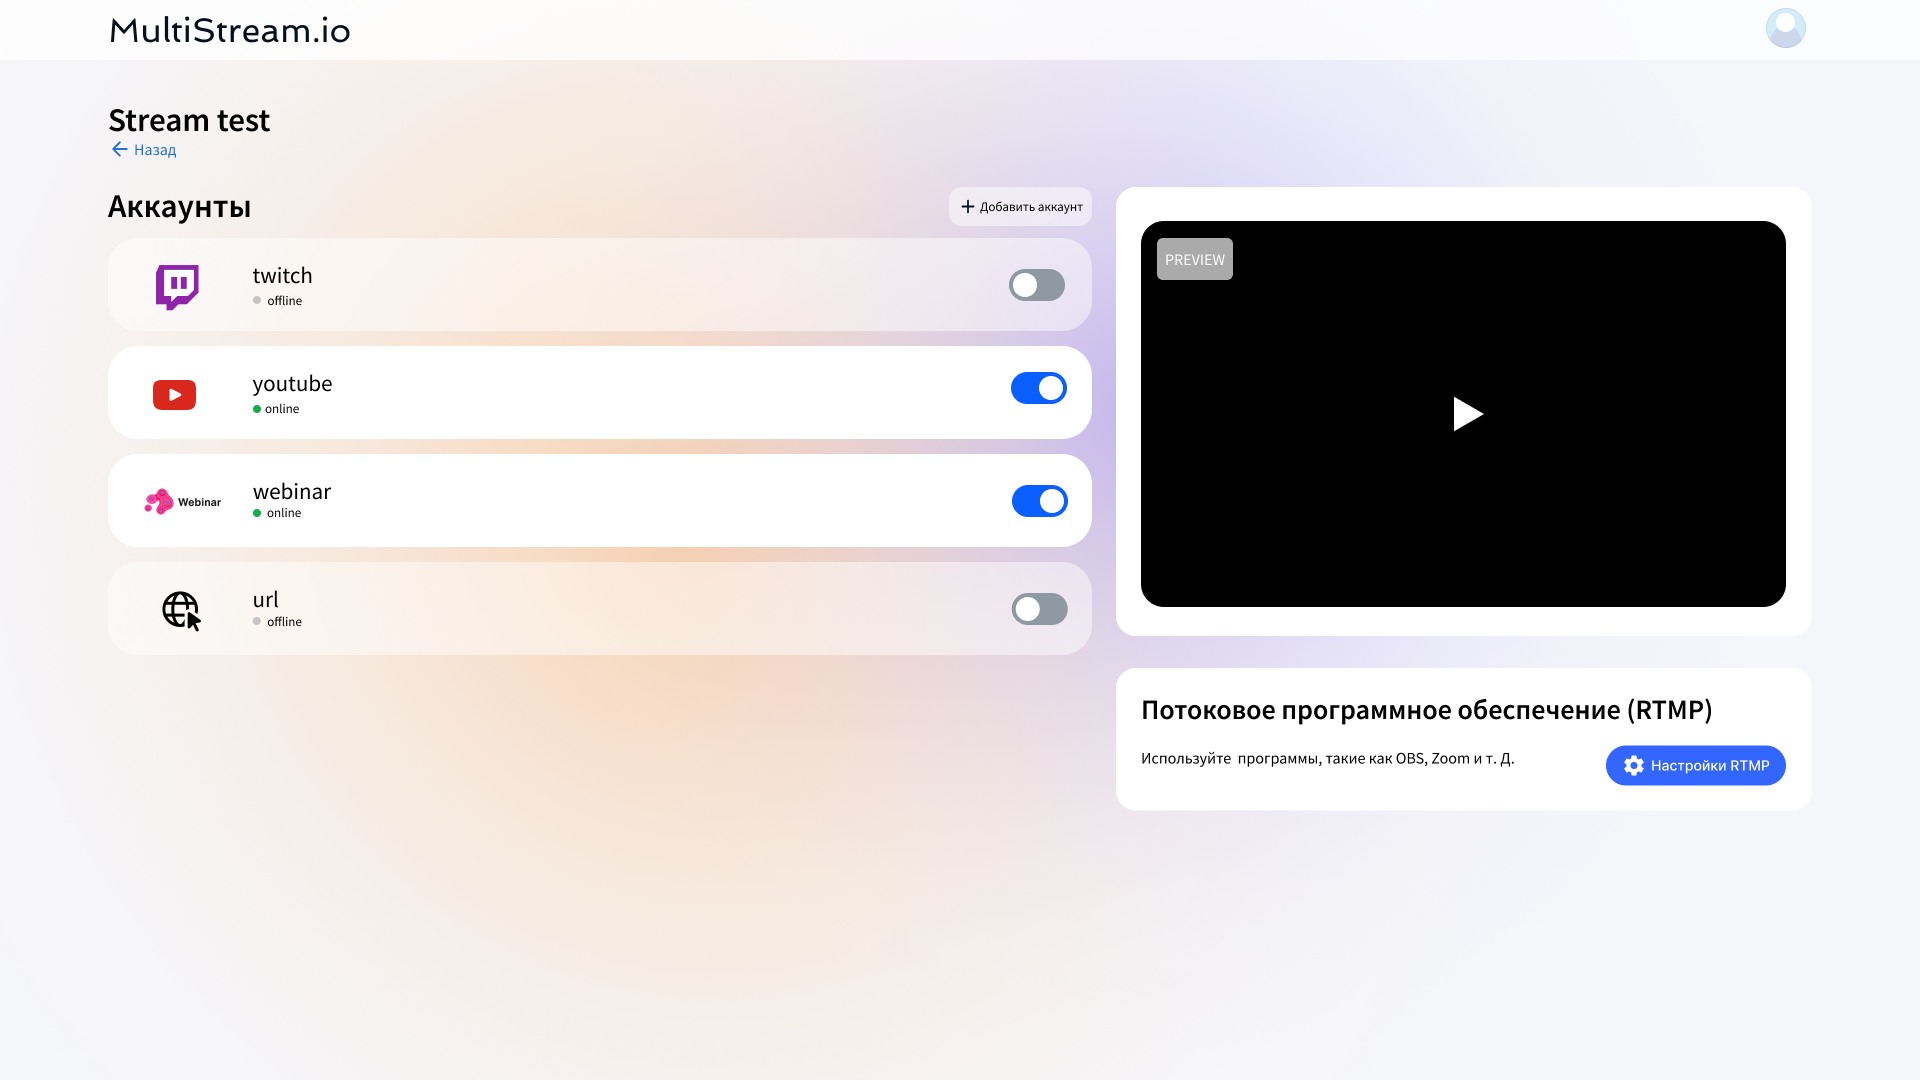 MultiStream.io
Stream test
Назад
Аккаунты
Добавить аккаунт
twitch
offline
youtube
online
Webinar
webinar
online
url
offline
PREVIEW
Потоковое программное обеспечение (RTMP)
Используйте  программы, такие как OBS, Zoom и т. Д.
Настройки RTMP